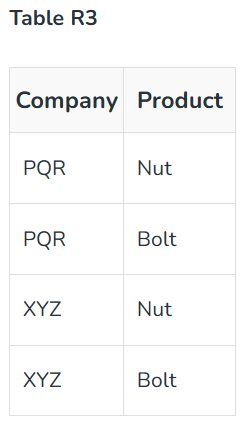 Table R3
Company Product
PQR Nut
PQR Bolt
XYZ Nut
XYZ Bolt